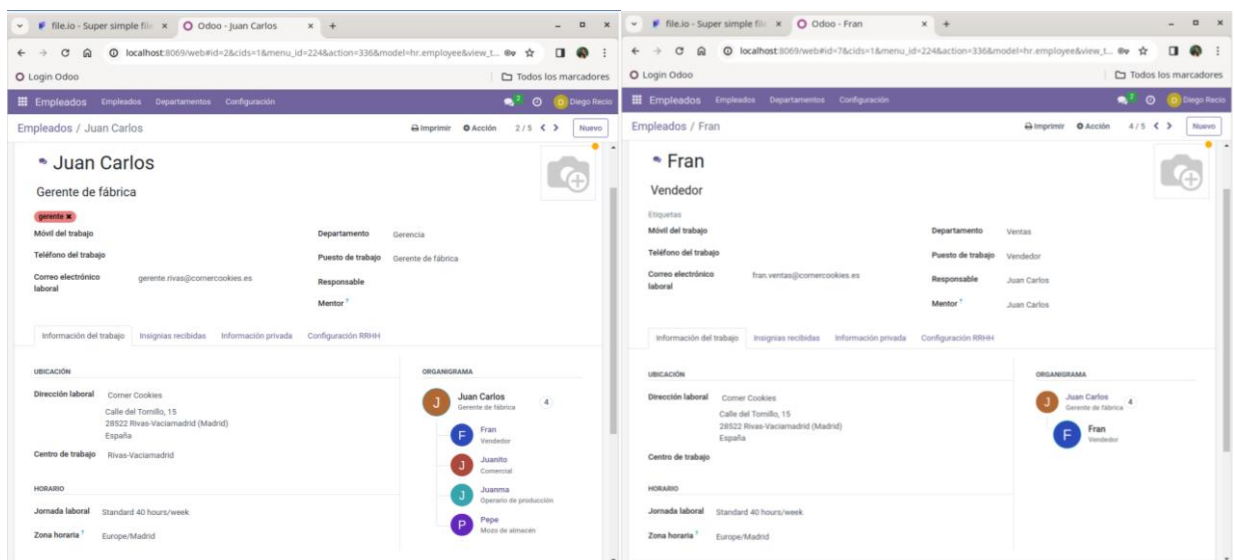 file.io - Super simple file
Odoo - Juan Carlos
localhost:8069/web#id=2&cids=1&menu_id=224&action=336&model=hr.employee&view_t...
Login Odoo
Todos los marcadores
Empleados Empleados Departamentos Configuración
2 D Diego Recio
Empleados / Juan Carlos
Imprimir Acción 2 / 5 Nuevo
Juan Carlos
Gerente de fábrica
gerente
Móvil del trabajo
Teléfono del trabajo
Correo electrónico laboral gerente.rivas@cornercookies.es
Departamento Gerencia
Puesto de trabajo Gerente de fábrica
Responsable
Mentor ?
Información del trabajo Insignias recibidas Información privada Configuración RRHH
UBICACIÓN
Dirección laboral Corner Cookies
Calle del Tornillo, 15
28522 Rivas-Vaciamadrid (Madrid)
España
Centro de trabajo Rivas-Vaciamadrid
HORARIO
Jornada laboral Standard 40 hours/week
Zona horaria ? Europe/Madrid
ORGANIGRAMA
J Juan Carlos 4
Gerente de fábrica
F Fran
Vendedor
J Juanito
Comercial
J Juanma
Operario de producción
P Pepe
Mozo de almacén
file.io - Super simple file
Odoo - Fran
localhost:8069/web#id=7&cids=1&menu_id=224&action=336&model=hr.employee&view_t...
Login Odoo
Todos los marcadores
Empleados Empleados Departamentos Configuración
2 D Diego Recio
Empleados / Fran
Imprimir Acción 4 / 5 Nuevo
Fran
Vendedor
Etiquetas
Móvil del trabajo
Teléfono del trabajo
Correo electrónico laboral fran.ventas@cornercookies.es
Departamento Ventas
Puesto de trabajo Vendedor
Responsable Juan Carlos
Mentor ? Juan Carlos
Información del trabajo Insignias recibidas Información privada Configuración RRHH
UBICACIÓN
Dirección laboral Corner Cookies
Calle del Tornillo, 15
28522 Rivas-Vaciamadrid (Madrid)
España
Centro de trabajo
HORARIO
Jornada laboral Standard 40 hours/week
Zona horaria ? Europe/Madrid
ORGANIGRAMA
J Juan Carlos 4
Gerente de fábrica
F Fran
Vendedor